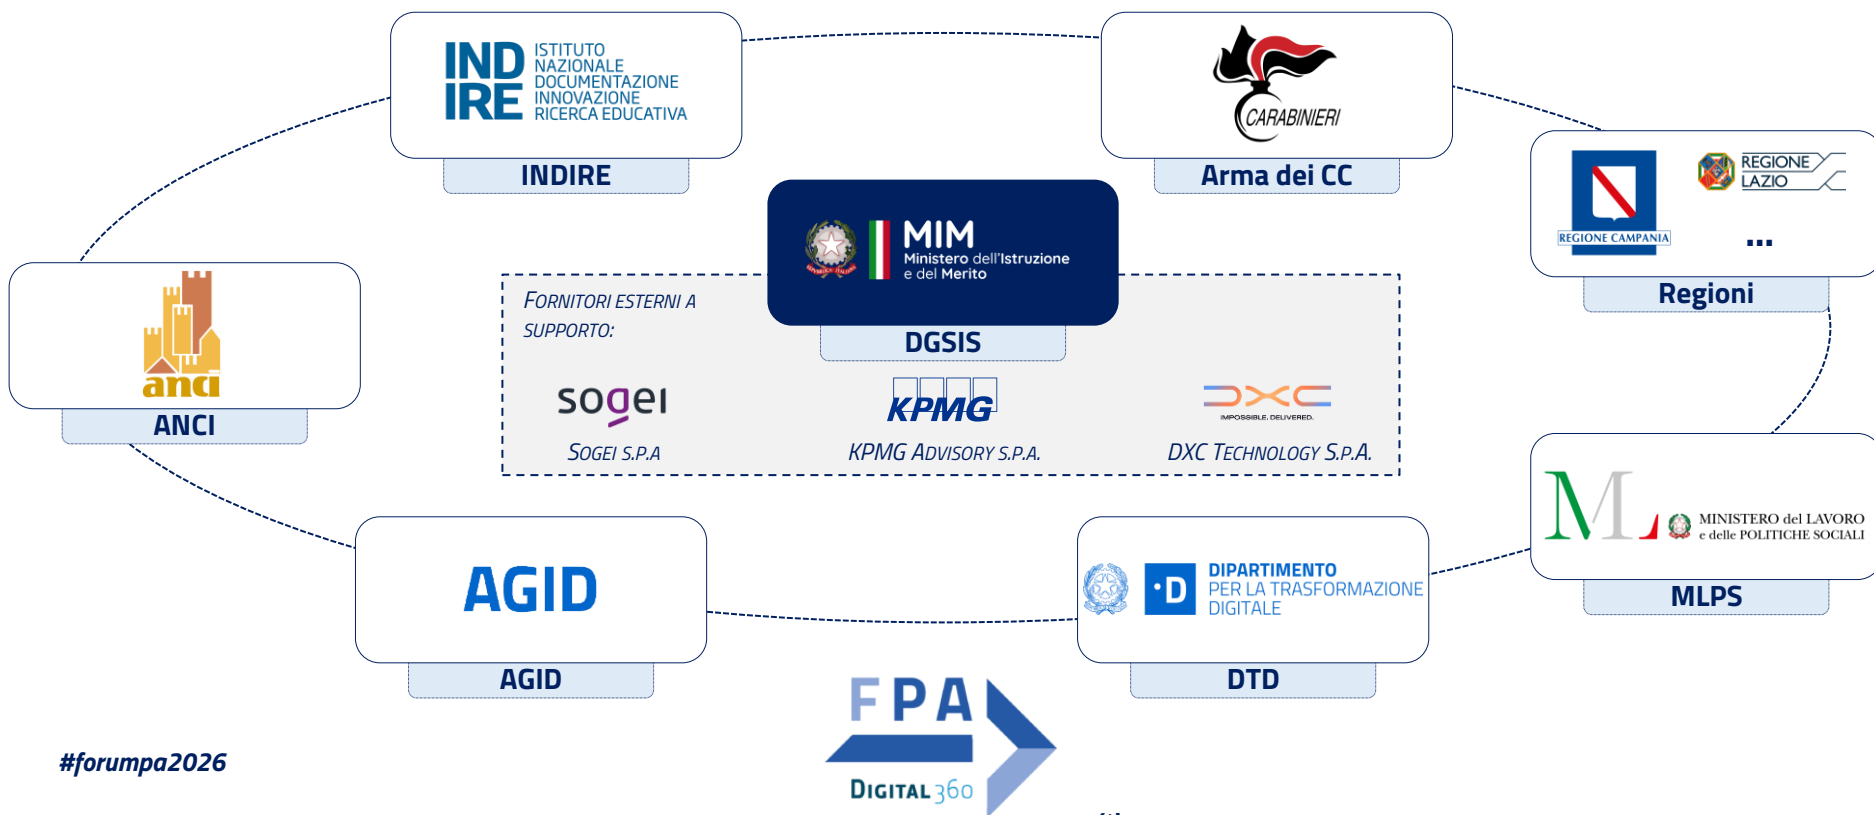 IND
IRE
ISTITUTO
NAZIONALE
DOCUMENTAZIONE
INNOVAZIONE
RICERCA EDUCATIVA
INDIRE
CARABINIERI
Arma dei CC
REGIONE CAMPANIA
REGIONE
LAZIO
...
Regioni
MIM
Ministero dell'Istruzione
e del Merito
DGSIS
FORNITORI ESTERNI A
SUPPORTO:
sogei
SOGEI S.P.A
KPMG
KPMG ADVISORY S.P.A.
DXC
IMPOSSIBLE. DELIVERED.
DXC TECHNOLOGY S.P.A.
anci
ANCI
ML
MINISTERO del LAVORO
e delle POLITICHE SOCIALI
MLPS
AGID
AGID
·D
DIPARTIMENTO
PER LA TRASFORMAZIONE
DIGITALE
DTD
FPA
DIGITAL 360
#forumpa2026